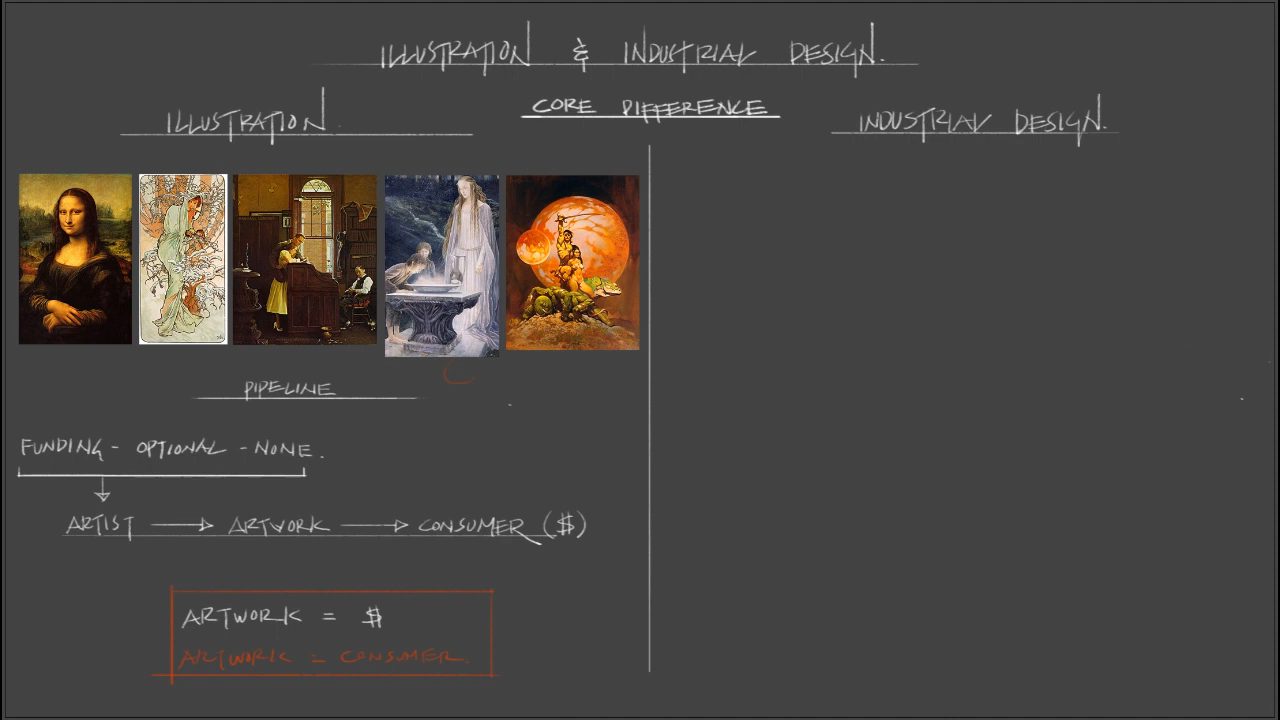 ILLUSTRATION & INDUSTRIAL DESIGN.
CORE DIFFERENCE
ILLUSTRATION.
INDUSTRIAL DESIGN.
PIPELINE
FUNDING - OPTIONAL - NONE.
ARTIST → ARTWORK → CONSUMER ($)
ARTWORK = $
ARTWORK = CONSUMER.